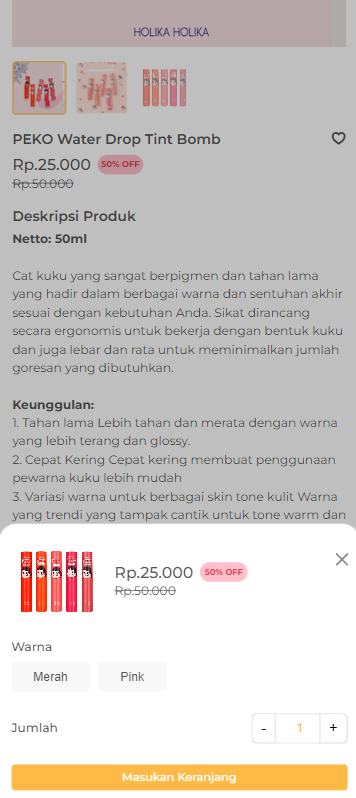 HOLIKA HOLIKA
PEKO Water Drop Tint Bomb
Rp.25.000 50% OFF
Rp.50.000
Deskripsi Produk
Netto: 50ml
Cat kuku yang sangat berpigmen dan tahan lama
yang hadir dalam berbagai warna dan sentuhan akhir
sesuai dengan kebutuhan Anda. Sikat dirancang
secara ergonomis untuk bekerja dengan bentuk kuku
dan juga lebar dan rata untuk meminimalkan jumlah
goresan yang dibutuhkan.
Keunggulan:
1. Tahan lama Lebih tahan dan merata dengan warna
yang lebih terang dan glossy.
2. Cepat Kering Cepat kering membuat penggunaan
pewarna kuku lebih mudah
3. Variasi warna untuk berbagai skin tone kulit Warna
yang trendi yang tampak cantik untuk tone warm dan
Rp.25.000 50% OFF
Rp.50.000
Warna
Merah Pink
Jumlah - 1 +
Masukan Keranjang